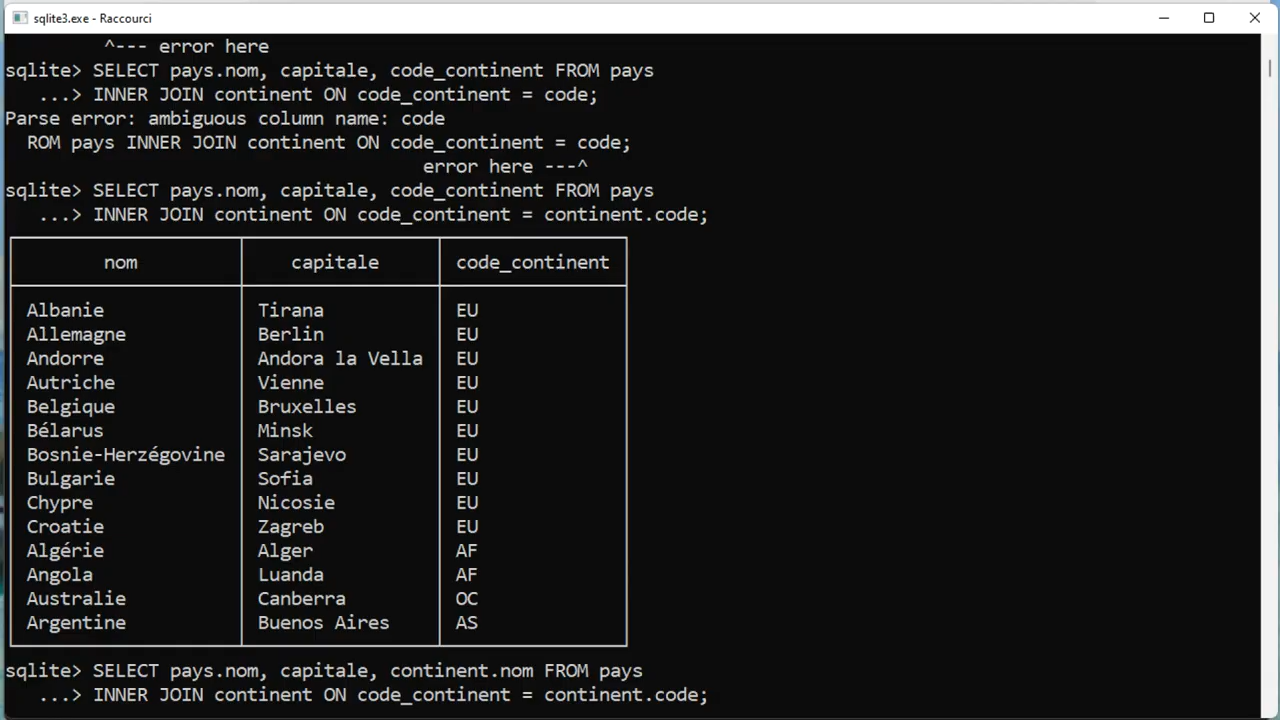 sqlite3.exe - Raccourci
^--- error here
sqlite> SELECT pays.nom, capitale, code_continent FROM pays
...> INNER JOIN continent ON code_continent = code;
Parse error: ambiguous column name: code
ROM pays INNER JOIN continent ON code_continent = code;
error here ---^
sqlite> SELECT pays.nom, capitale, code_continent FROM pays
...> INNER JOIN continent ON code_continent = continent.code;
nom capitale code_continent
Albanie Tirana EU
Allemagne Berlin EU
Andorre Andora la Vella EU
Autriche Vienne EU
Belgique Bruxelles EU
Bélarus Minsk EU
Bosnie-Herzégovine Sarajevo EU
Bulgarie Sofia EU
Chypre Nicosie EU
Croatie Zagreb EU
Algérie Alger AF
Angola Luanda AF
Australie Canberra OC
Argentine Buenos Aires AS
sqlite> SELECT pays.nom, capitale, continent.nom FROM pays
...> INNER JOIN continent ON code_continent = continent.code;